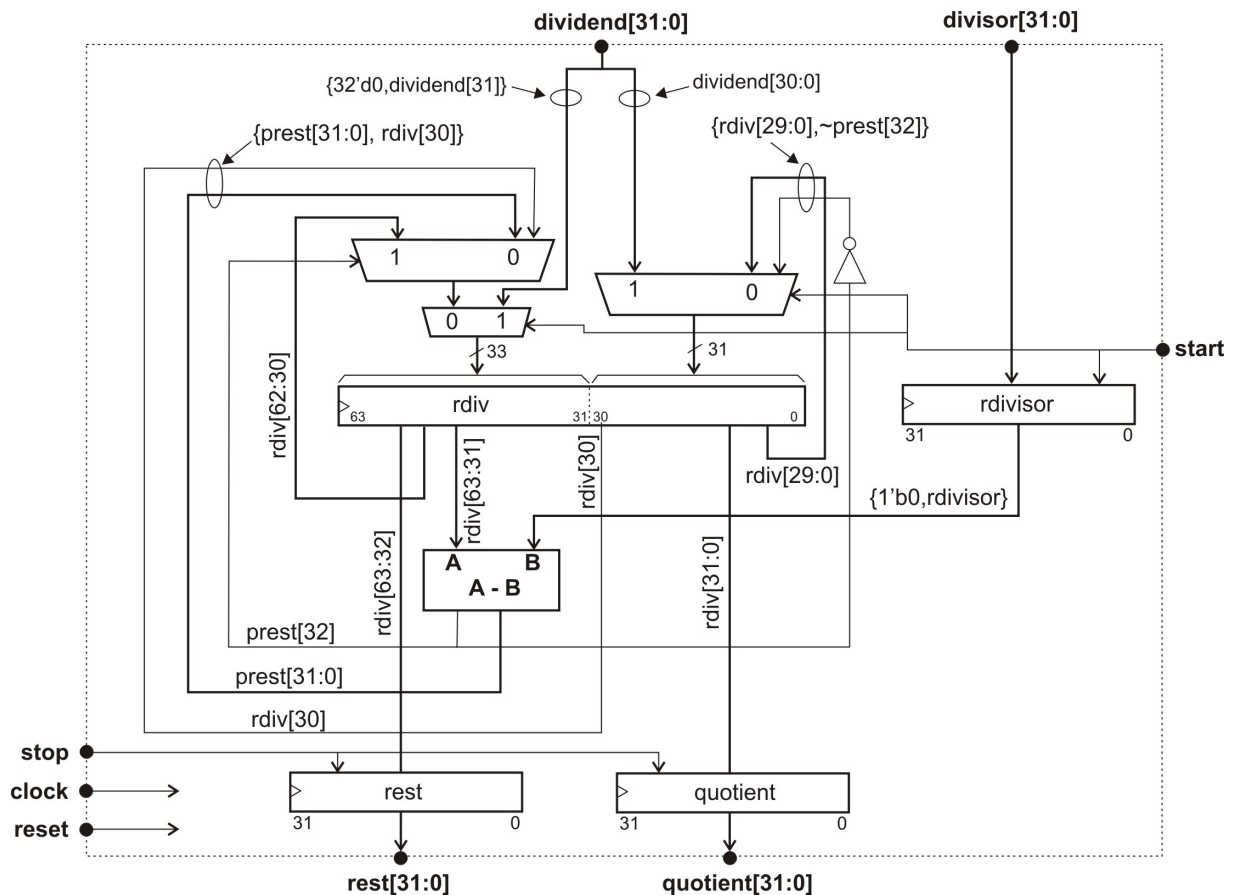 dividend[31:0]
divisor[31:0]
{32'd0,dividend[31]}
dividend[30:0]
{prest[31:0], rdiv[30]}
{rdiv[29:0],~prest[32]}
1 0
1 0
0 1
33
31
start
rdiv[62:30]
rdiv
63
31
30
0
rdivisor
31
0
rdiv[63:31]
rdiv[30]
rdiv[29:0]
{1'b0,rdivisor}
A B
A - B
rdiv[63:32]
rdiv[31:0]
prest[32]
prest[31:0]
rdiv[30]
stop
clock
reset
rest
31
0
quotient
31
0
rest[31:0]
quotient[31:0]